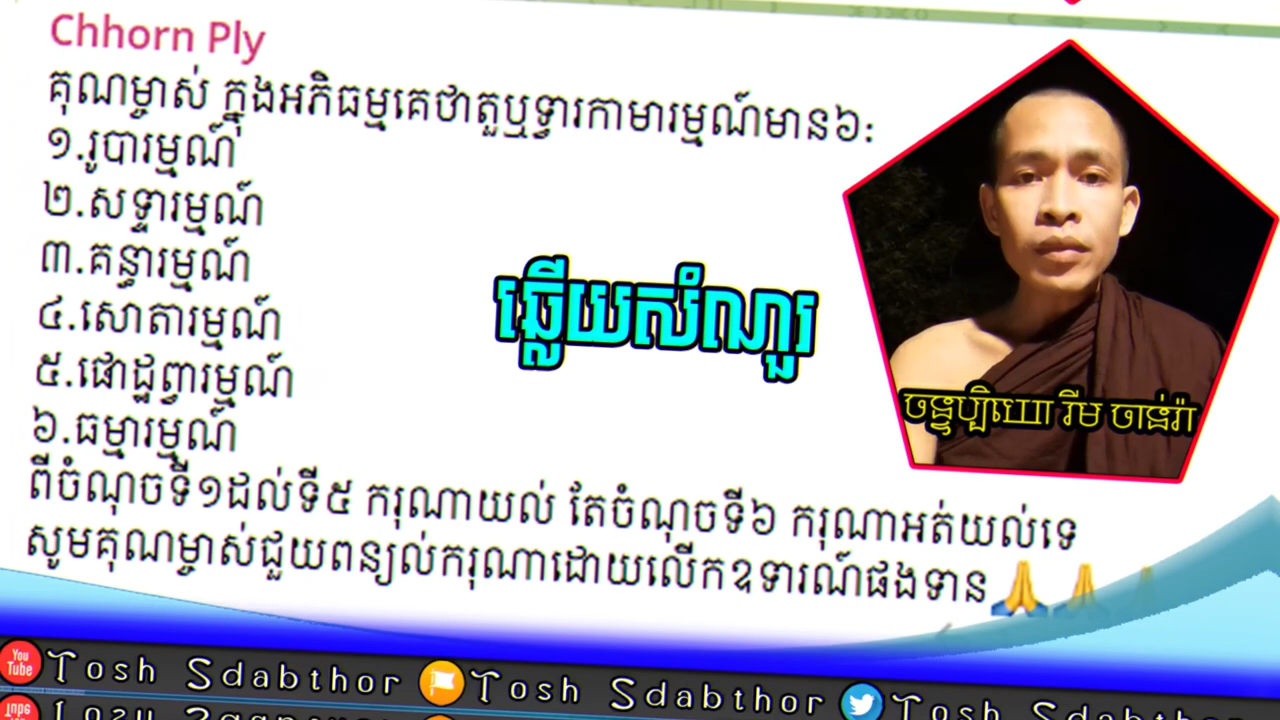 Chhorn Ply
គុណម្ចាស់ ក្នុងអភិធម្មគេថាតួឬទ្វារកាមារម្មណ៍មាន៦:
១.រូបារម្មណ៍
២.សទ្ទារម្មណ៍
៣.គន្ធារម្មណ៍
៤.សោតារម្មណ៍
៥.ផោដ្ឋព្វារម្មណ៍
៦.ធម្មារម្មណ៍
ពីចំណុចទី១ដល់ទី៥ ករុណាយល់ តែចំណុចទី៦ ករុណាអត់យល់ទេ
សូមគុណម្ចាស់ជួយពន្យល់ករុណាដោយលើកឧទារណ៍ផងទាន
ឆ្លើយសំណួរ
ចន្ទប្បិយោ រីម ចាន់រ៉ា
You Tube Tosh Sdabthor Tosh Sdabthor Tosh Sdabthor